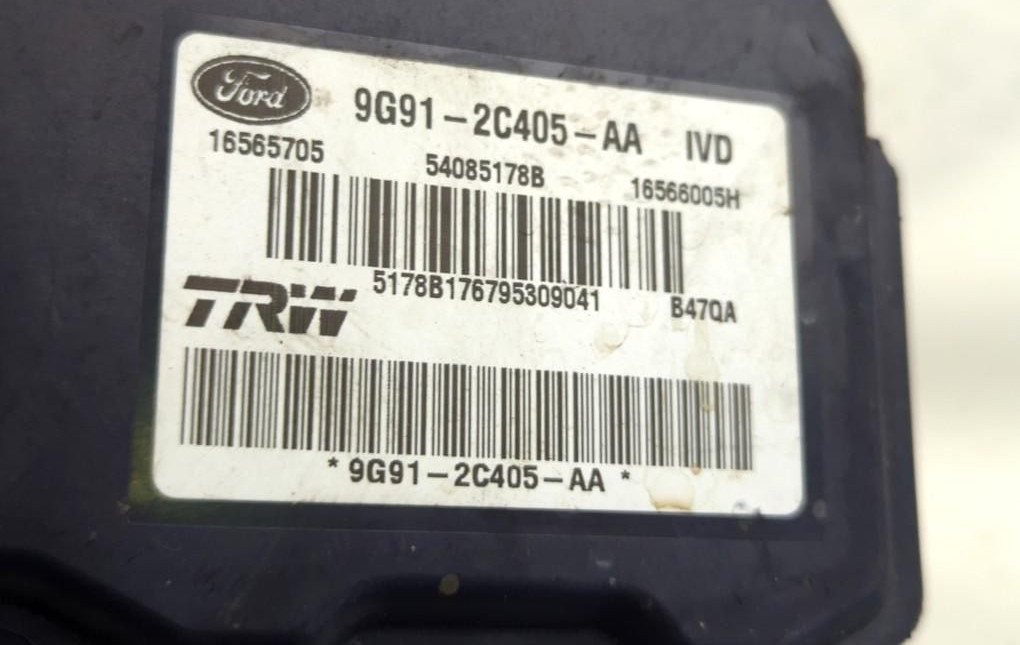 Ford 9G91-2C405-AA IVD
16565705 54085178B 16566005H
5178B176795309041 B47QA
TRW
*9G91-2C405-AA*